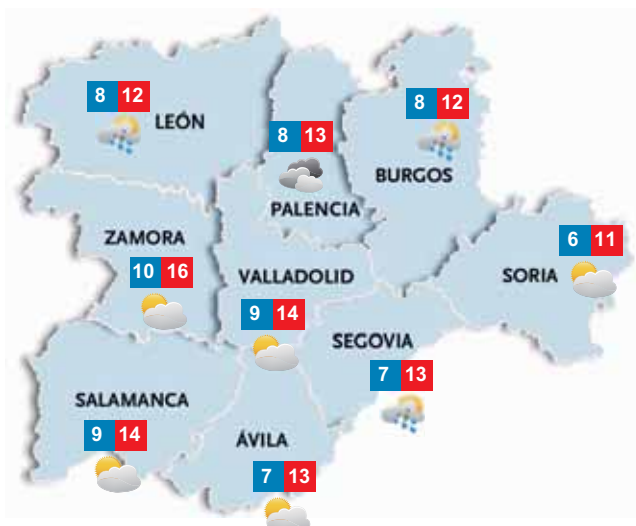 8 12
LEÓN
8 12
8 13
BURGOS
PALENCIA
ZAMORA
10 16
VALLADOLID
6 11
SORIA
9 14
SEGOVIA
7 13
SALAMANCA
9 14
ÁVILA
7 13